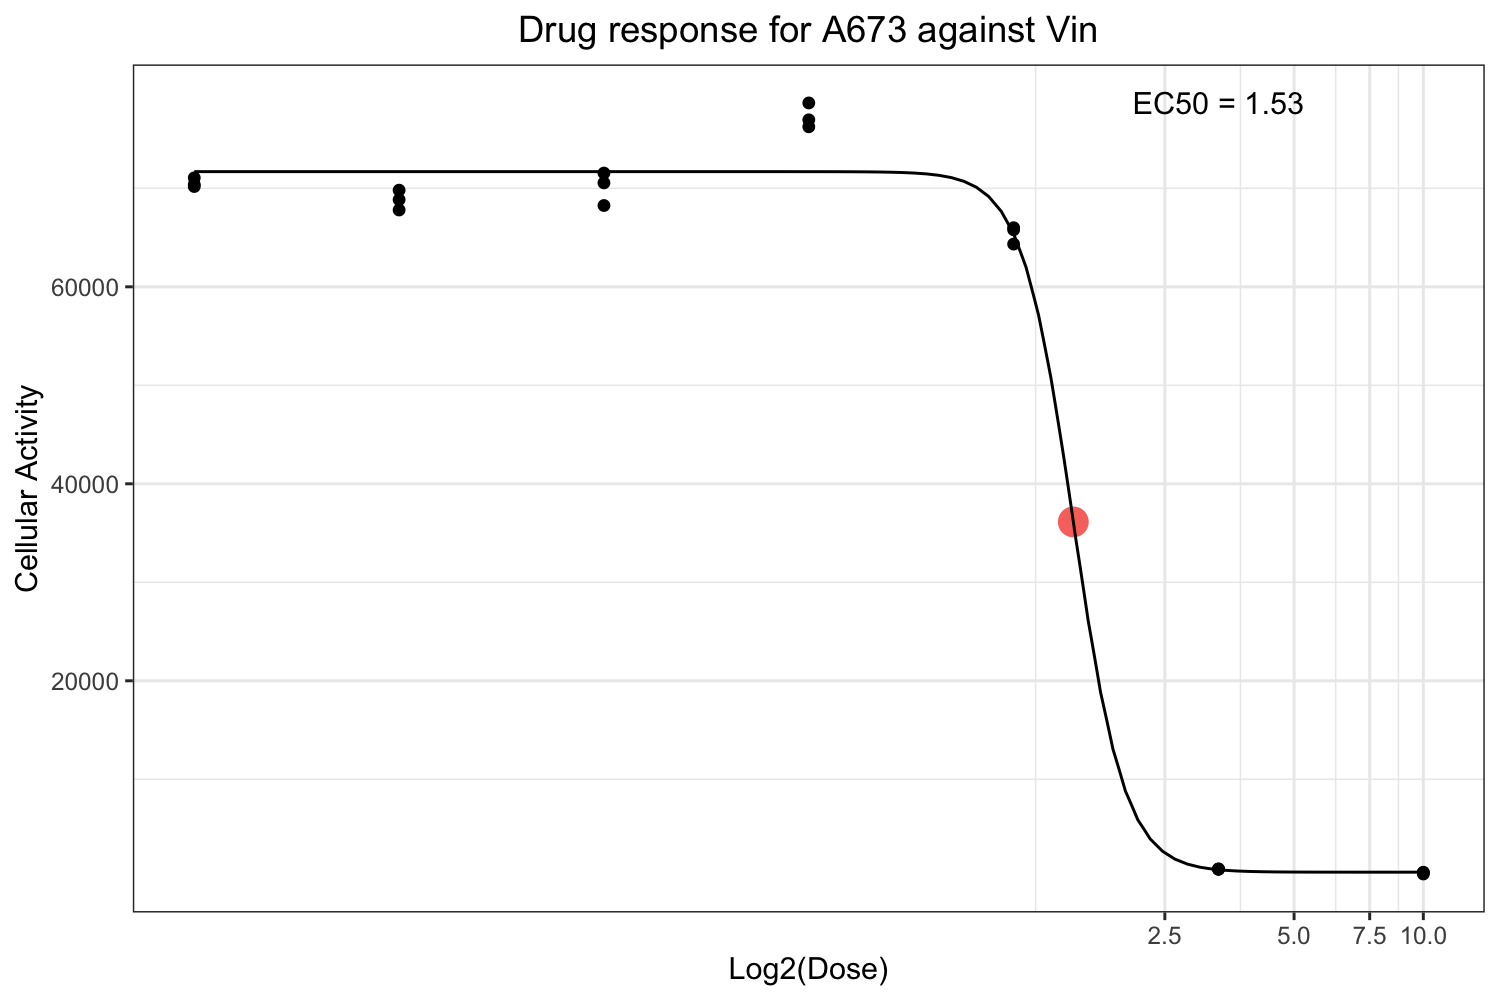 Drug response for A673 against Vin
EC50 = 1.53
60000
40000
20000
Cellular Activity
2.5 5.0 7.5 10.0
Log2(Dose)